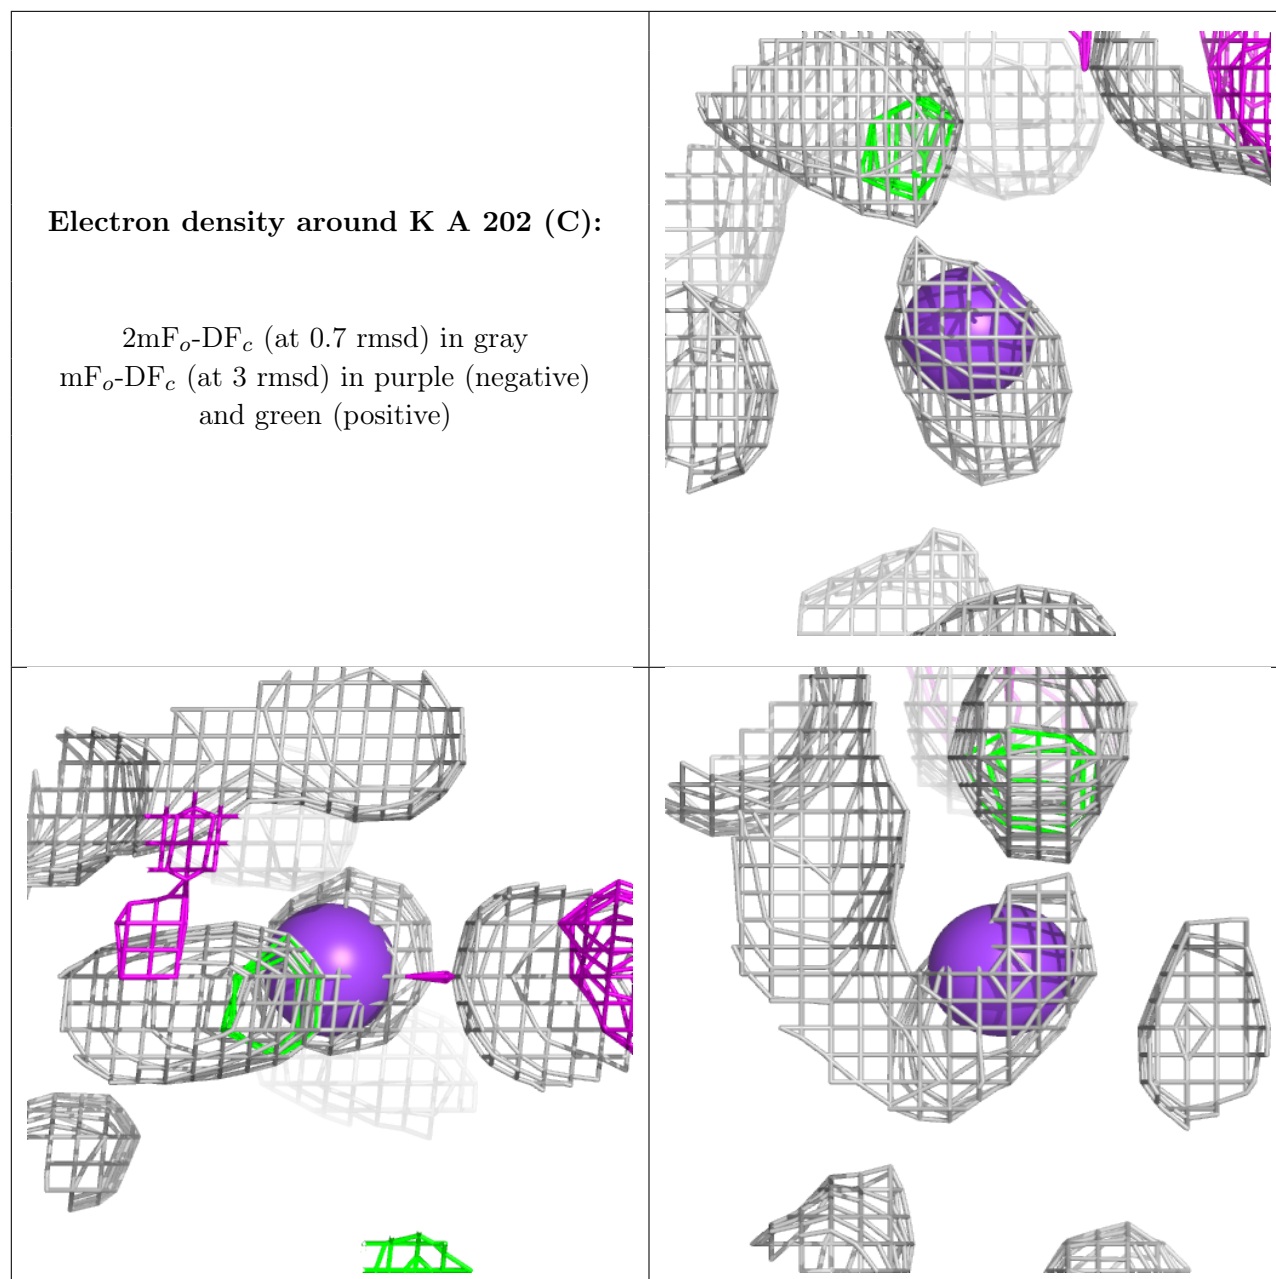 Electron density around K A 202 (C):
2mFo-DFc (at 0.7 rmsd) in gray
mFo-DFc (at 3 rmsd) in purple (negative)
and green (positive)